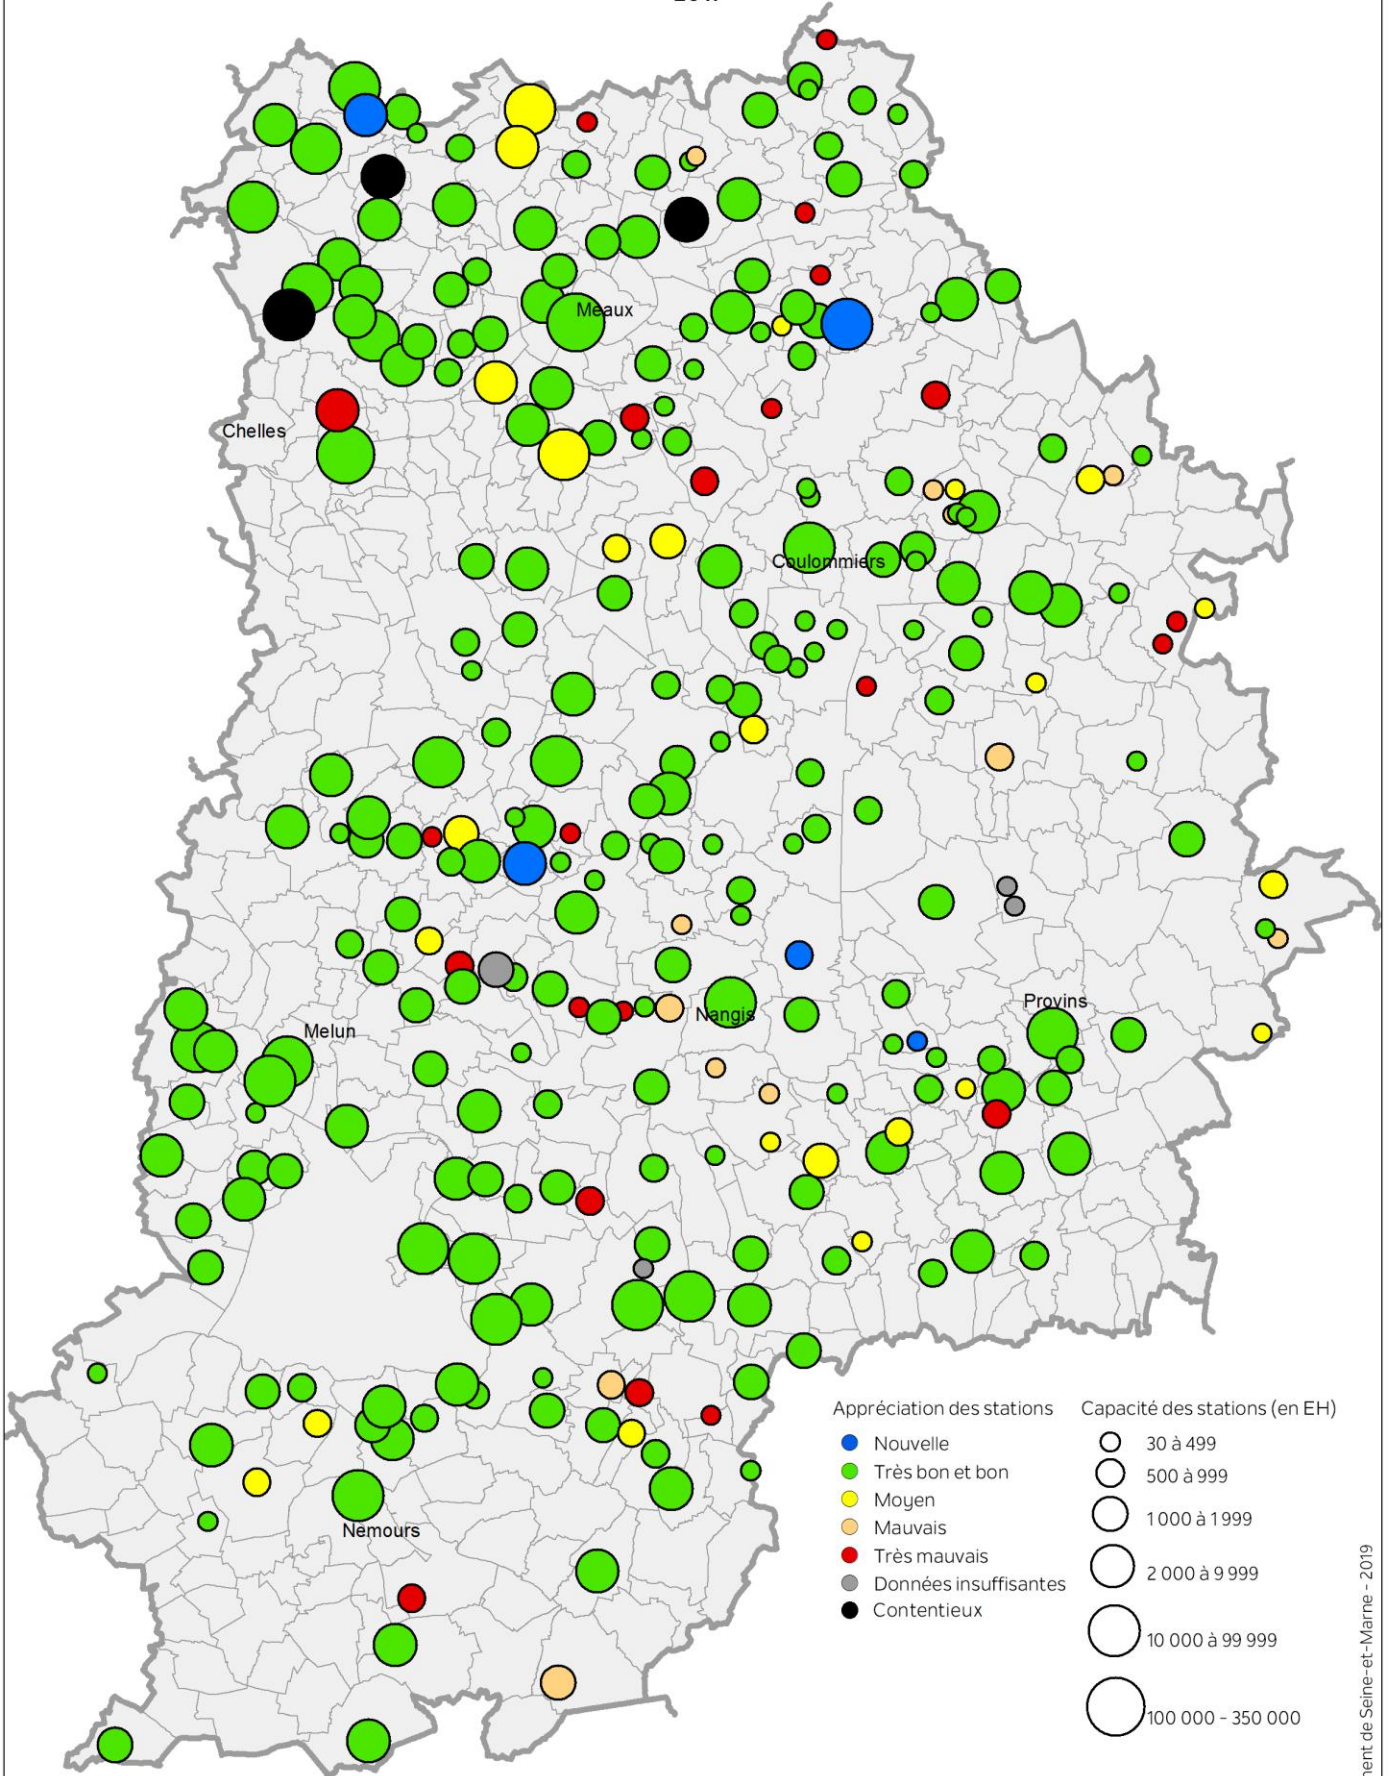 Meaux
Chelles
Coulommiers
Provins
Nangis
Melun
Nemours
Appréciation des stations
Nouvelle
Très bon et bon
Moyen
Mauvais
Très mauvais
Données insuffisantes
Contentieux
Capacité des stations (en EH)
30 à 499
500 à 999
1 000 à 1 999
2 000 à 9 999
10 000 à 99 999
100 000 - 350 000
de Seine-et-Marne - 2019